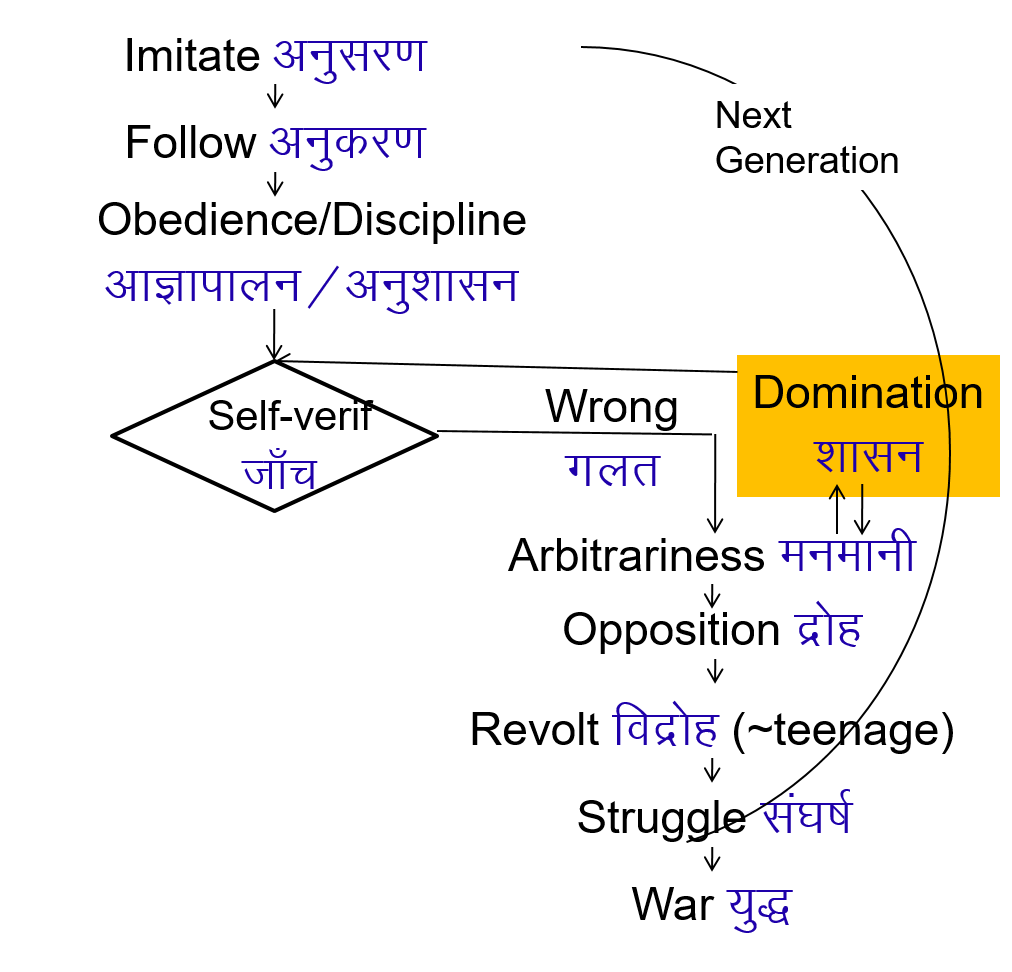 Imitate अनुसरण
Next
Generation
Follow अनुकरण
Obedience/Discipline
आज्ञापालन / अनुशासन
Self-verif
जाँच
Wrong
गलत
Domination
शासन
Arbitrariness मनमानी
Opposition द्रोह
Revolt विद्रोह (~teenage)
Struggle संघर्ष
War युद्ध